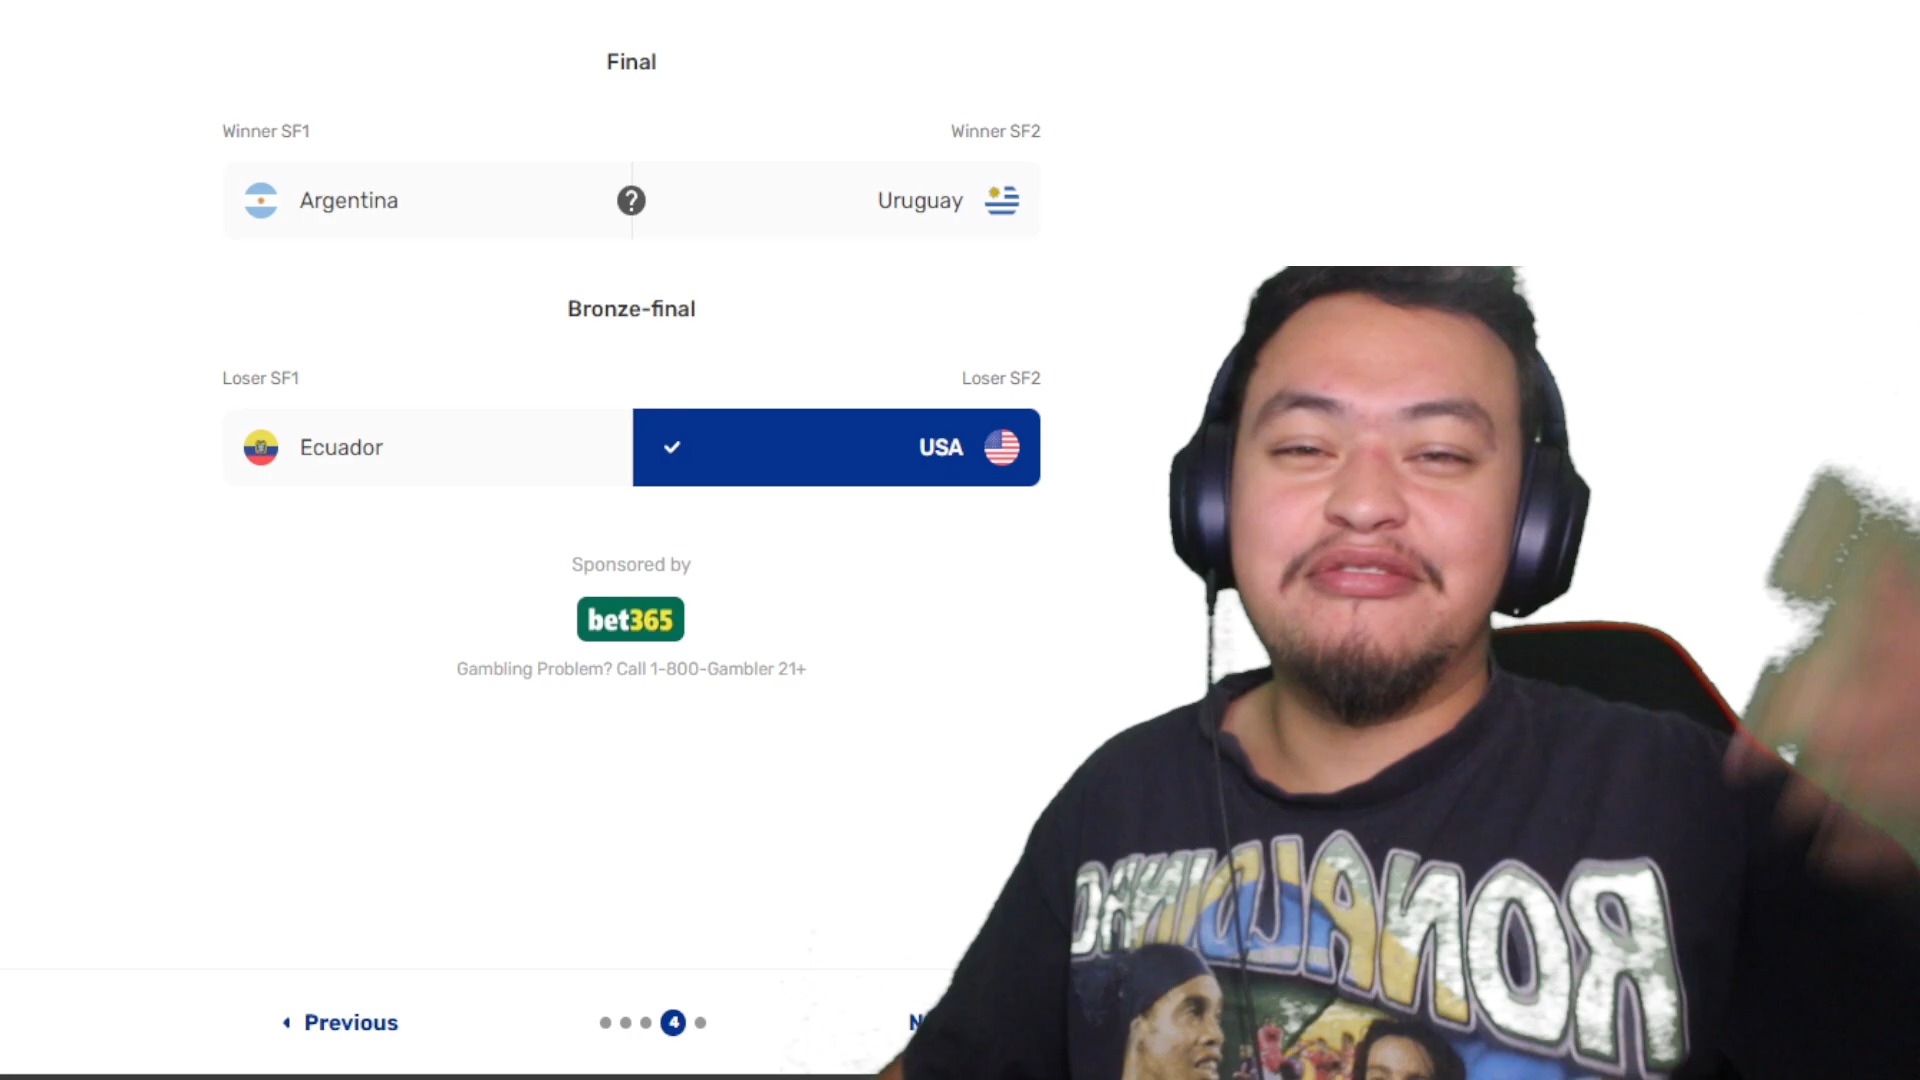 Final
Winner SF1
Winner SF2
Argentina
?
Uruguay
Bronze-final
Loser SF1
Loser SF2
Ecuador
USA
Sponsored by
bet365
Gambling Problem? Call 1-800-Gambler 21+
RONALDINHO
Previous
4